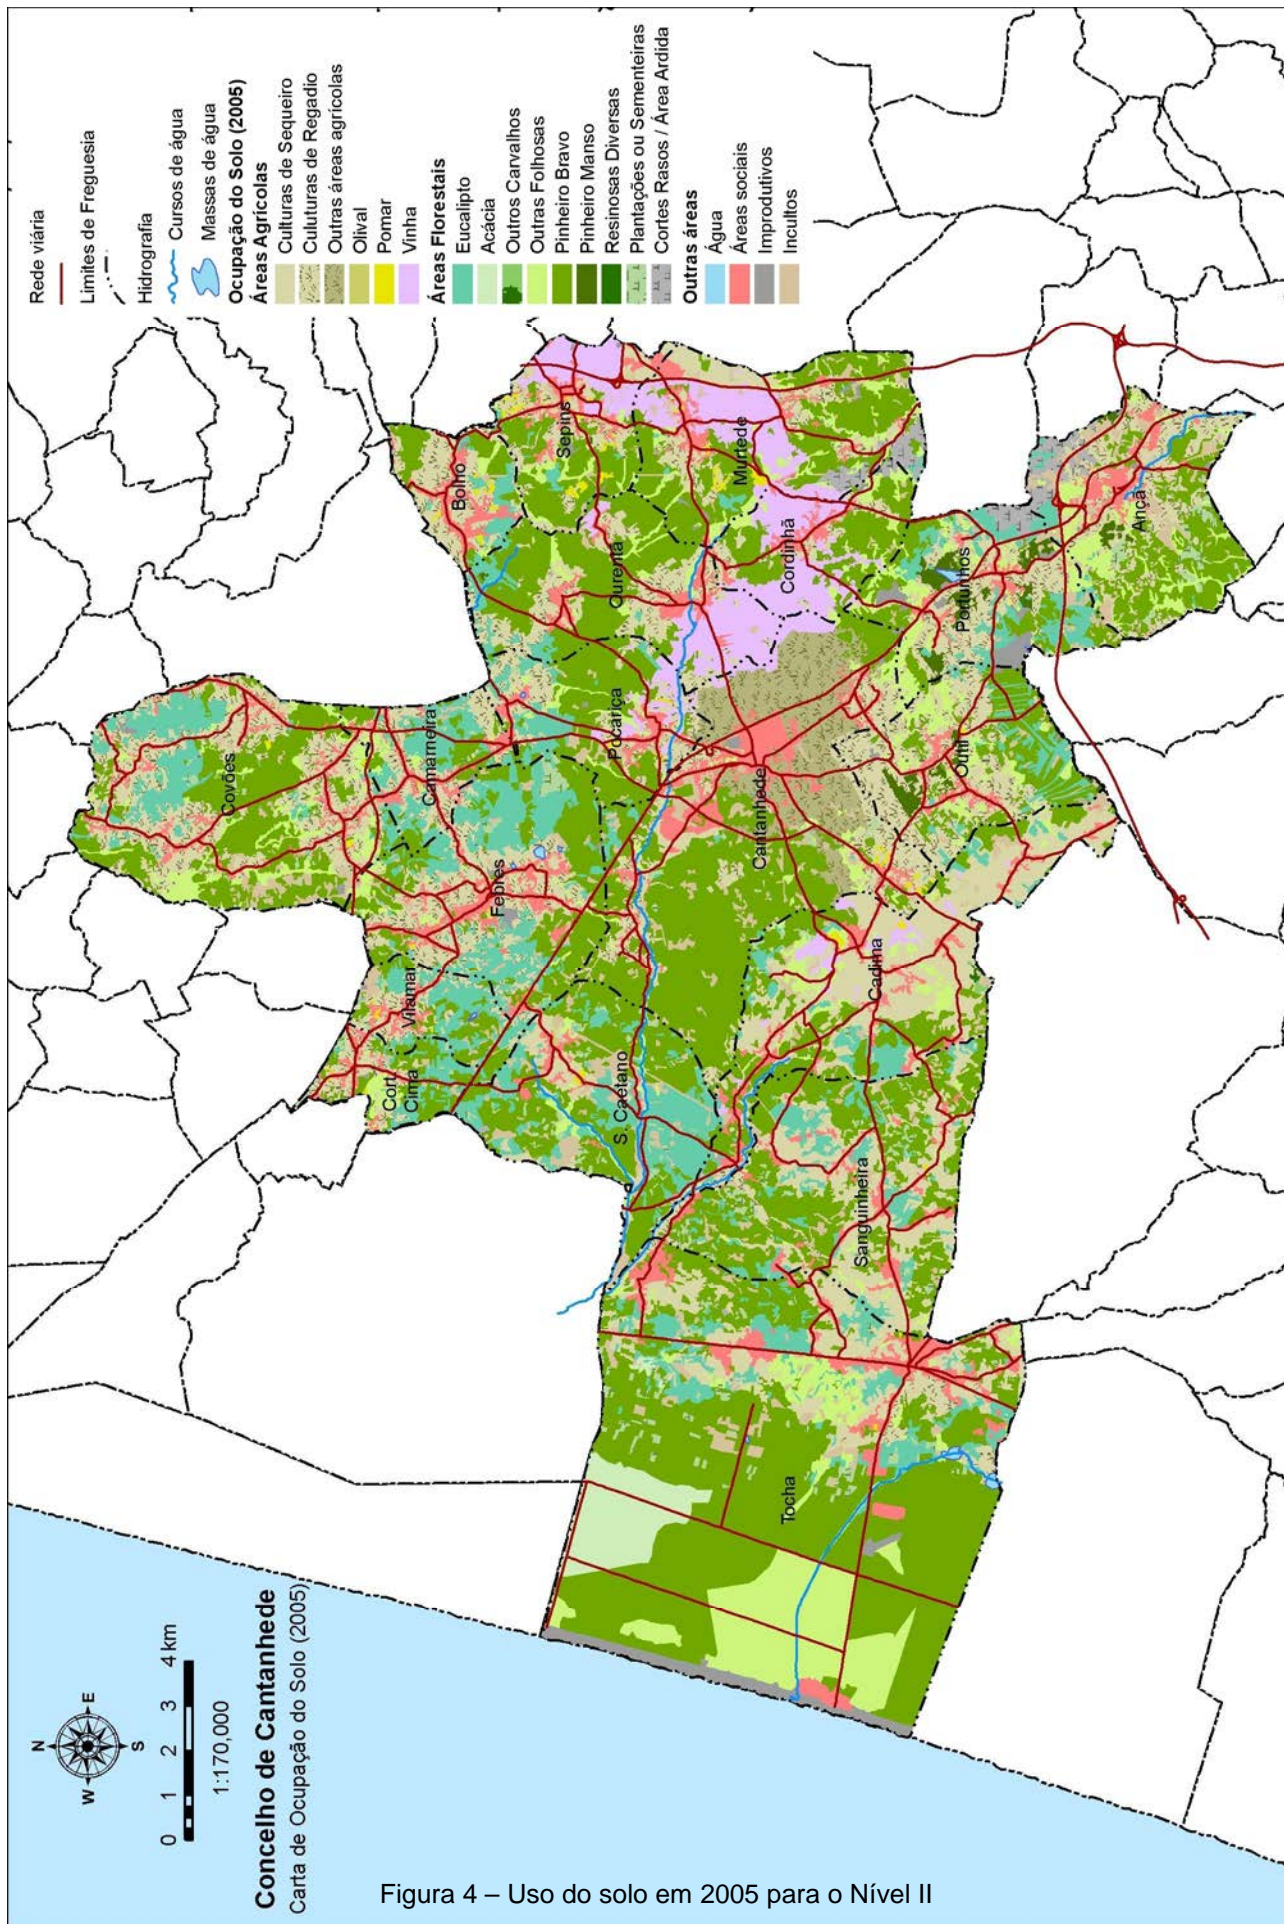 Rede viária
Limites de Freguesia
Hidrografia
Cursos de água
Massas de água
Ocupação do Solo (2005)
Áreas Agrícolas
Culturas de Sequeiro
Culuturas de Regadio
Outras áreas agrícolas
Olival
Pomar
Vinha
Áreas Florestais
Eucalipto
Acácia
Outros Carvalhos
Outras Folhosas
Pinheiro Bravo
Pinheiro Manso
Resinosas Diversas
Plantações ou Sementeiras
Cortes Rasos / Área Ardida
Outras áreas
Água
Áreas sociais
Improdutivos
Incultos
Covões
Camarneira
Bolho
Sepins
Vilamar
Febres
Pocariça
Ourentã
Murtede
Cort
Cima
Cordinhã
S. Caetano
Cantanhede
Portunhos
Ançã
Outil
Cadima
Sanguinheira
Tocha
N
W
E
S
0 1 2 3 4 km
1:170,000
Concelho de Cantanhede
Carta de Ocupação do Solo (2005)
Figura 4 – Uso do solo em 2005 para o Nível II